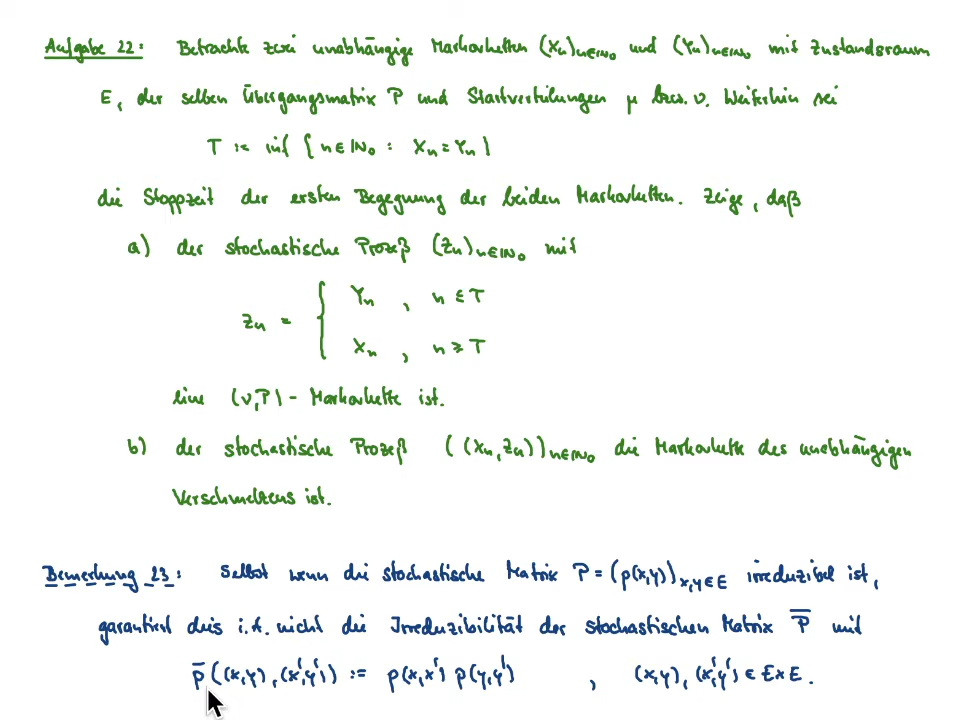 Aufgabe 22: Betrachte zwei unabhängige Markovketten (Xₙ)ₙ∈ℕ₀ und (Yₙ)ₙ∈ℕ₀ mit Zustandsraum
E, der selben Übergangsmatrix P und Startverteilungen μ bzw. ν. Weiterhin sei
T := inf { n ∈ ℕ₀ : Xₙ = Yₙ }
die Stoppzeit der ersten Begegnung der beiden Markovketten. Zeige, daß
a) der stochastische Prozeß (Zₙ)ₙ∈ℕ₀ mit
Yₙ , n ≤ T
Zₙ = {
Xₙ , n ≥ T
eine (ν,P) - Markovkette ist.
b) der stochastische Prozeß ((Xₙ,Zₙ))ₙ∈ℕ₀ die Markovkette des unabhängigen
Verschmelzens ist.
Bemerkung 23: Selbst wenn die stochastische Matrix P = (p(x,y))ₓ,ᵧ∈E irreduzibel ist,
garantiert dies i.A. nicht die Irreduzibilität der stochastischen Matrix P̅ mit
p̅((x,y),(x',y')) := p(x,x') p(y,y') , (x,y), (x',y') ∈ E×E.